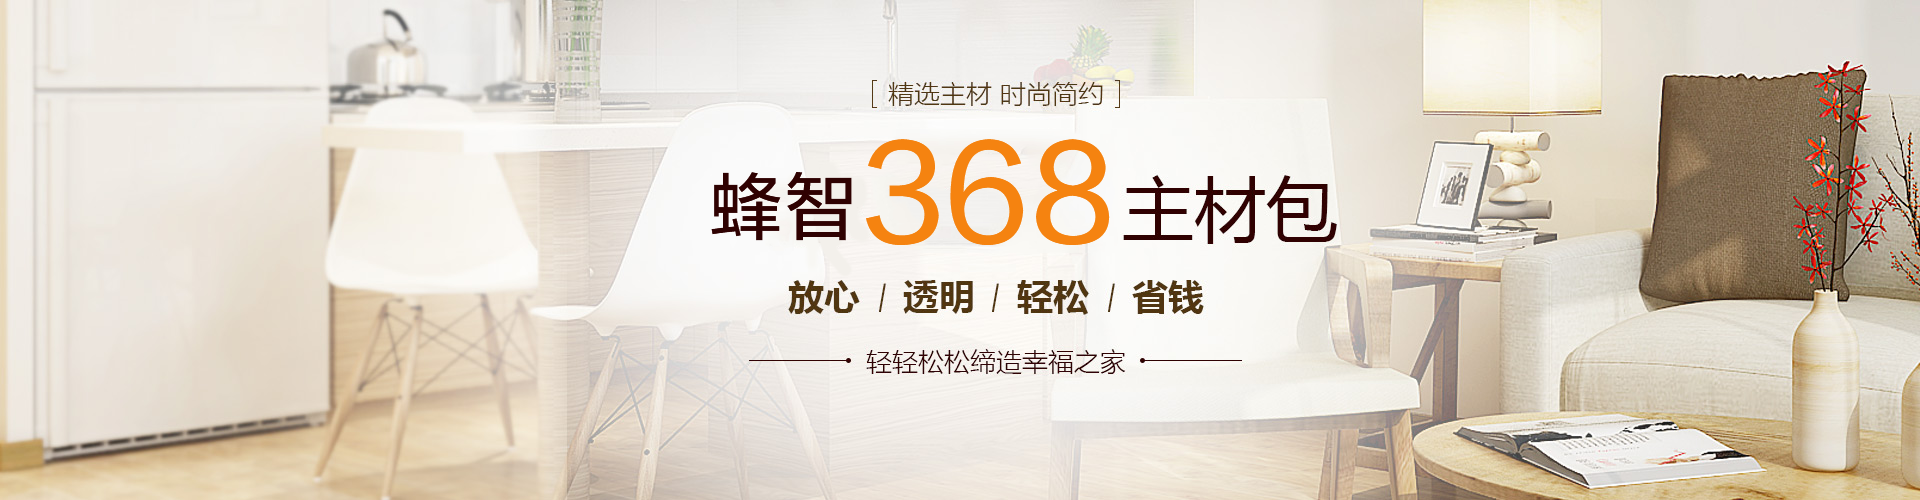 [ 精选主材 时尚简约 ]
蜂智368主材包
放心 / 透明 / 轻松 / 省钱
轻轻松松缔造幸福之家